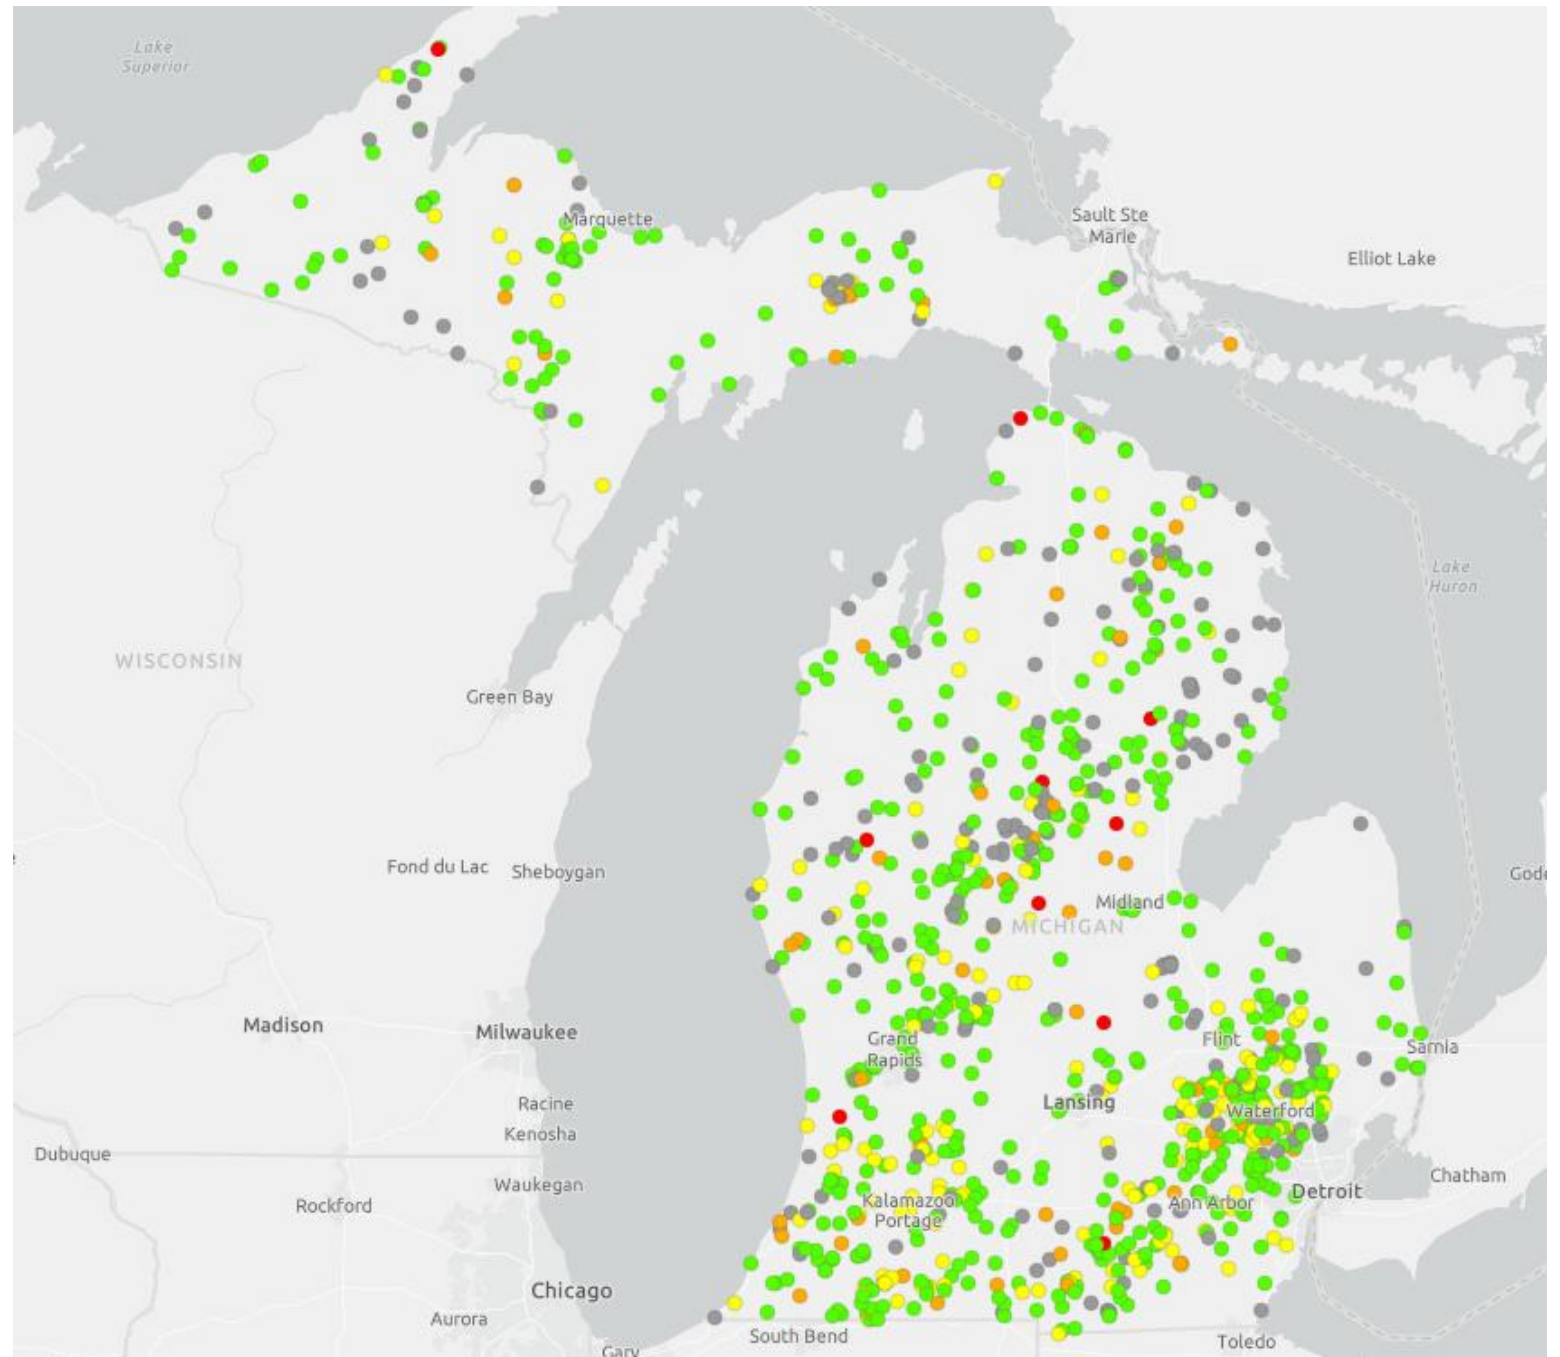 Lake
Superior
Marquette
Sault Ste
Marie
Elliot Lake
Lake
Huron
WISCONSIN
Green Bay
Fond du Lac
Sheboygan
Midland
MICHIGAN
Madison
Milwaukee
Grand
Rapids
Flint
Sarnia
Racine
Lansing
Waterford
Kenosha
Dubuque
Waukegan
Chatham
Rockford
Kalamazoo
Portage
Ann Arbor
Detroit
Chicago
Aurora
South Bend
Toledo
Gary